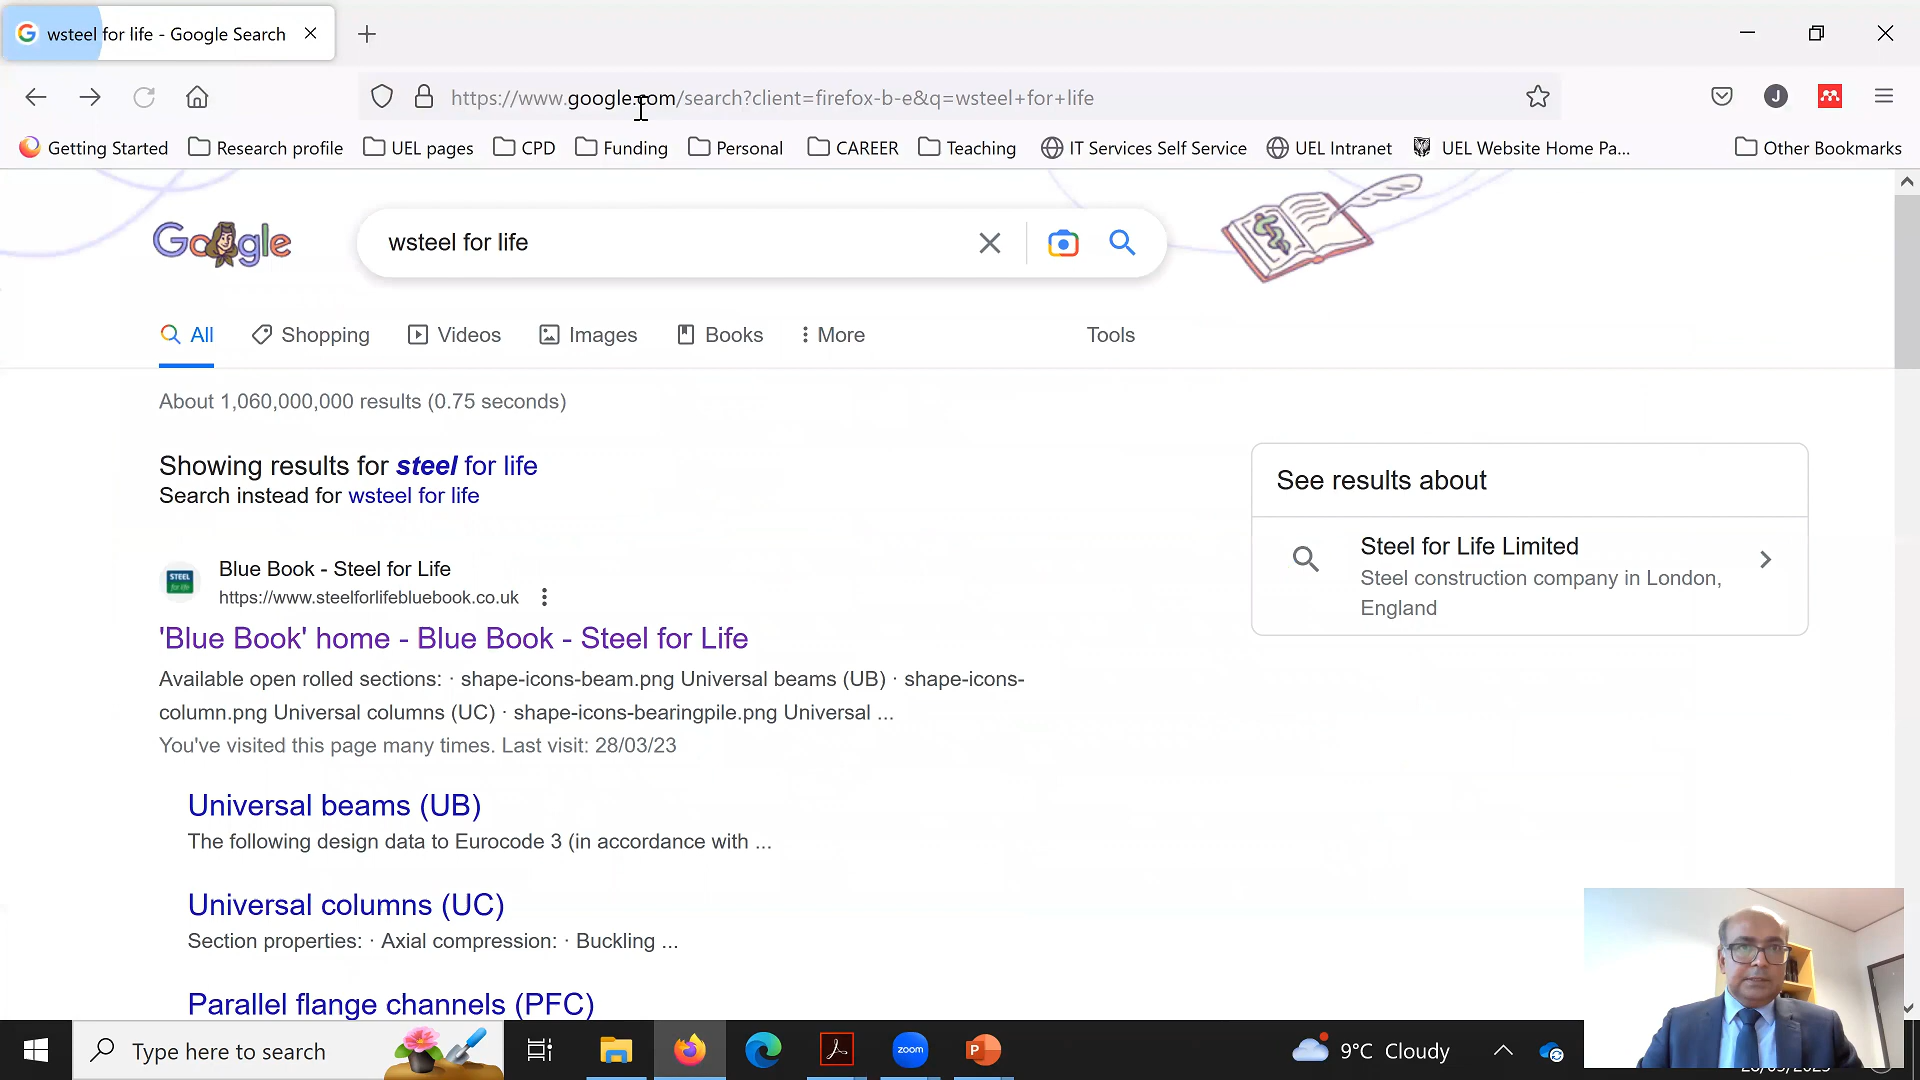 wsteel for life - Google Search
https://www.google.com/search?client=firefox-b-e&q=wsteel+for+life
J
Getting Started
Research profile
UEL pages
CPD
Funding
Personal
CAREER
Teaching
IT Services Self Service
UEL Intranet
UEL Website Home Pa...
Other Bookmarks
Google
wsteel for life
All
Shopping
Videos
Images
Books
More
Tools
About 1,060,000,000 results (0.75 seconds)
Showing results for steel for life
Search instead for wsteel for life
See results about
Steel for Life Limited
Steel construction company in London,
England
STEEL
for life
Blue Book - Steel for Life
https://www.steelforlifebluebook.co.uk
'Blue Book' home - Blue Book - Steel for Life
Available open rolled sections: · shape-icons-beam.png Universal beams (UB) · shape-icons-
column.png Universal columns (UC) · shape-icons-bearingpile.png Universal ...
You've visited this page many times. Last visit: 28/03/23
Universal beams (UB)
The following design data to Eurocode 3 (in accordance with ...
Universal columns (UC)
Section properties: · Axial compression: · Buckling ...
Parallel flange channels (PFC)
Type here to search
zoom
P
9°C Cloudy